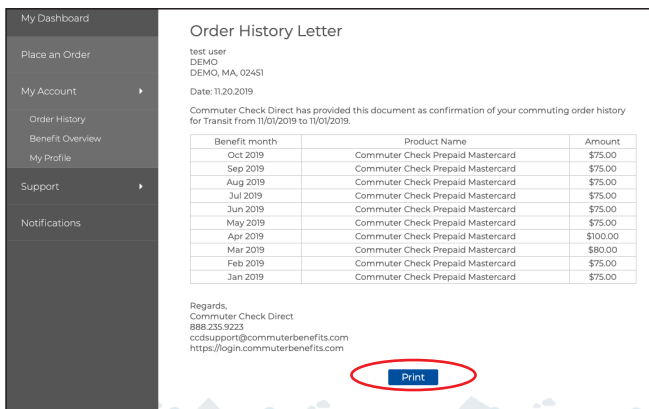 My Dashboard
Place an Order
My Account
Order History
Benefit Overview
My Profile
Support
Notifications
Order History Letter
test user
DEMO
DEMO, MA, 02451
Date: 11.20.2019
Commuter Check Direct has provided this document as confirmation of your commuting order history
for Transit from 11/01/2019 to 11/01/2019.
Benefit month Product Name Amount
Oct 2019 Commuter Check Prepaid Mastercard $75.00
Sep 2019 Commuter Check Prepaid Mastercard $75.00
Aug 2019 Commuter Check Prepaid Mastercard $75.00
Jul 2019 Commuter Check Prepaid Mastercard $75.00
Jun 2019 Commuter Check Prepaid Mastercard $75.00
May 2019 Commuter Check Prepaid Mastercard $75.00
Apr 2019 Commuter Check Prepaid Mastercard $100.00
Mar 2019 Commuter Check Prepaid Mastercard $80.00
Feb 2019 Commuter Check Prepaid Mastercard $75.00
Jan 2019 Commuter Check Prepaid Mastercard $75.00
Regards,
Commuter Check Direct
888.235.9223
ccdsupport@commuterbenefits.com
https://login.commuterbenefits.com
Print